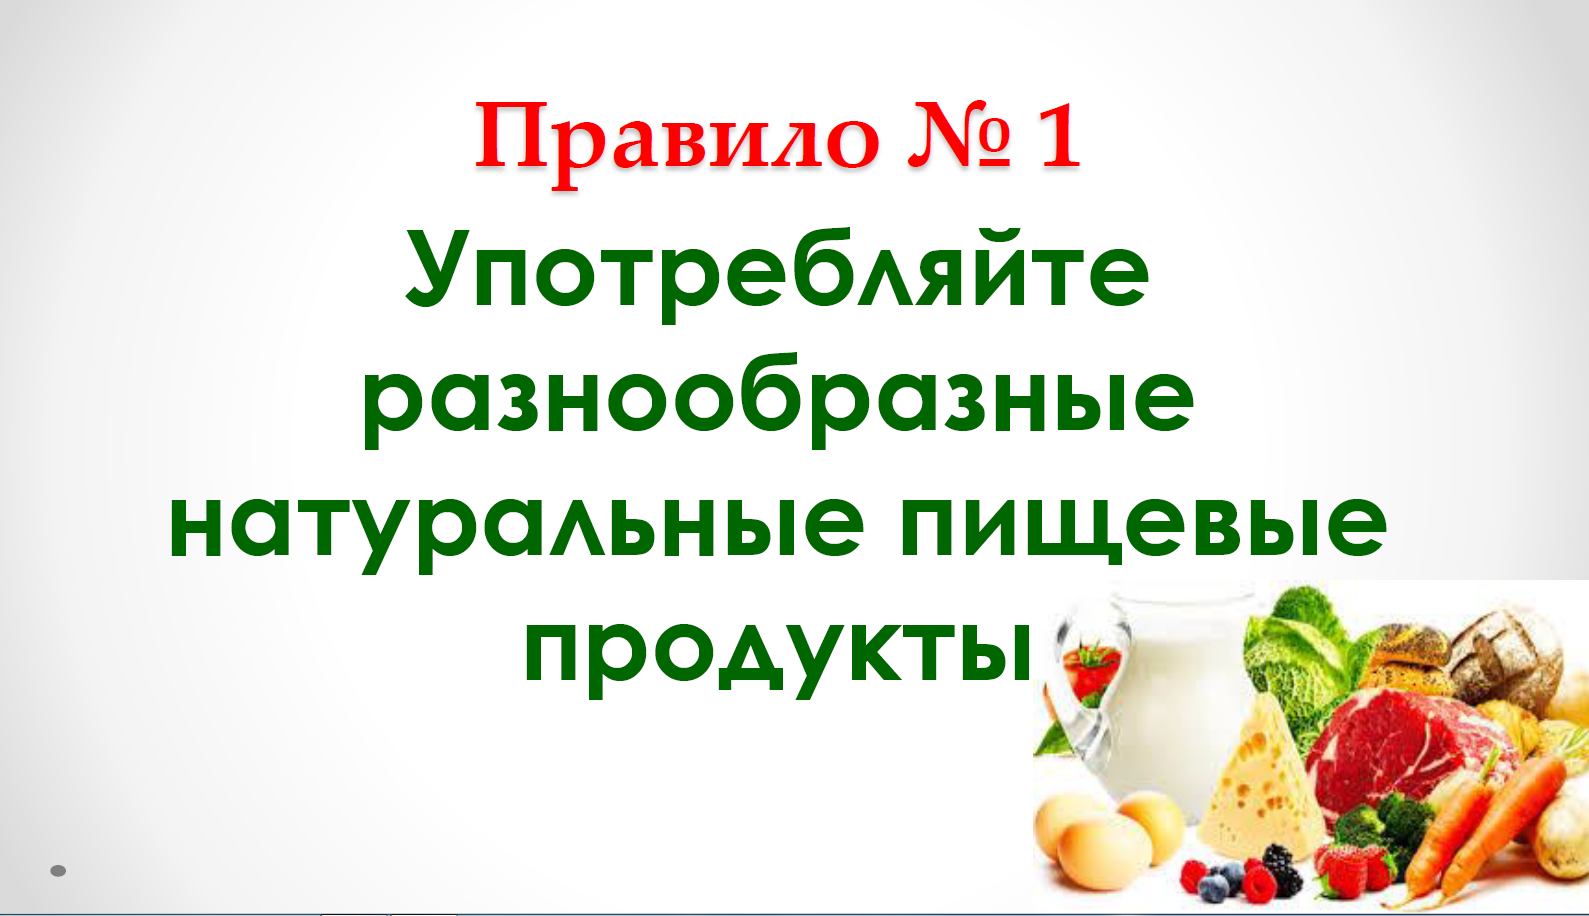 Правило № 1
Употребляйте
разнообразные
натуральные пищевые
продукты